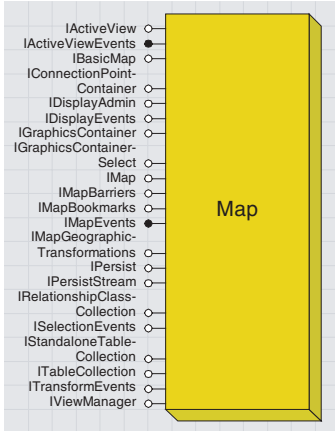 IActiveView
IActiveViewEvents
IBasicMap
IConnectionPoint-
Container
IDisplayAdmin
IDisplayEvents
IGraphicsContainer
IGraphicsContainer-
Select
IMap
IMapBarriers
IMapBookmarks
IMapEvents
IMapGeographic-
Transformations
IPersist
IPersistStream
IRelationshipClass-
Collection
ISelectionEvents
IStandaloneTable-
Collection
ITableCollection
ITransformEvents
IViewManager
Map